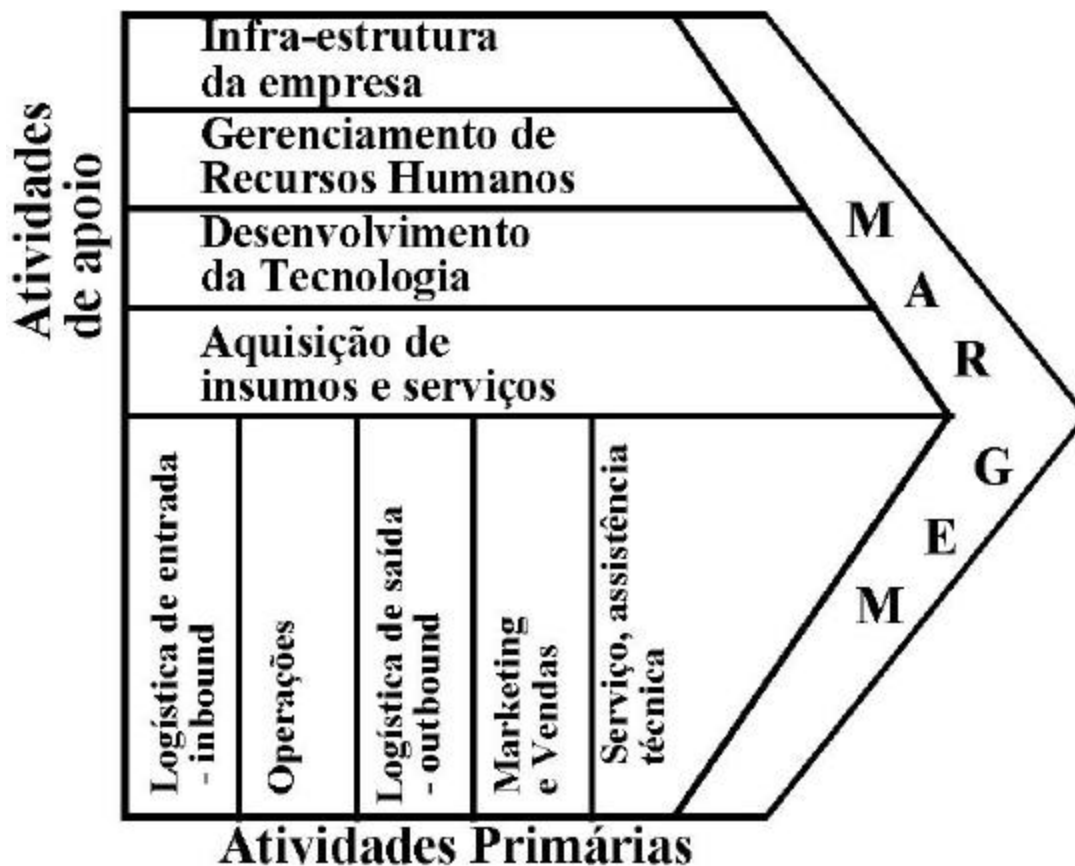 Atividades
de apoio
Infra-estrutura
da empresa
Gerenciamento de
Recursos Humanos
Desenvolvimento
da Tecnologia
Aquisição de
insumos e serviços
Logística de entrada
- inbound
Operações
Logística de saída
- outbound
Marketing
e Vendas
Serviço, assistência
técnica
MARGEM
Atividades Primárias